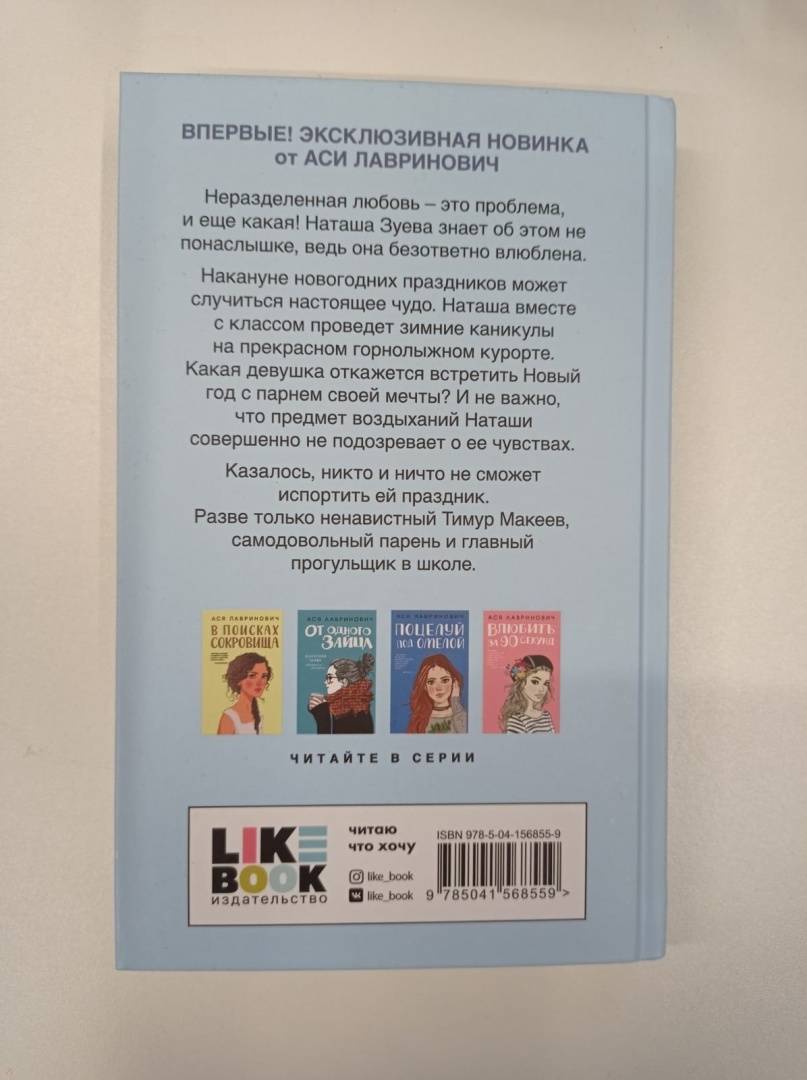 ВПЕРВЫЕ! ЭКСКЛЮЗИВНАЯ НОВИНКА
от АСИ ЛАВРИНОВИЧ
Неразделенная любовь – это проблема,
и еще какая! Наташа Зуева знает об этом не
понаслышке, ведь она безответно влюблена.
Накануне новогодних праздников может
случиться настоящее чудо. Наташа вместе
с классом проведет зимние каникулы
на прекрасном горнолыжном курорте.
Какая девушка откажется встретить Новый
год с парнем своей мечты? И не важно,
что предмет воздыханий Наташи
совершенно не подозревает о ее чувствах.
Казалось, никто и ничто не сможет
испортить ей праздник.
Разве только ненавистный Тимур Макеев,
самодовольный парень и главный
прогульщик в школе.
АСЯ ЛАВРИНОВИЧ
В ПОИСКАХ
СОКРОВИЩА
АСЯ ЛАВРИНОВИЧ
ОТ ОДНОГО
ЗАЙЦА
АСЯ ЛАВРИНОВИЧ
ПОЦЕЛУЙ
ПОД ОМЕЛОЙ
АСЯ ЛАВРИНОВИЧ
ВЛЮБИТЬ
ЗА 90 СЕКУНД
ЧИТАЙТЕ В СЕРИИ
LIKE
BOOK
издательство
читаю
что хочу
like_book
like_book
ISBN 978-5-04-156855-9
9 785041 568559 >